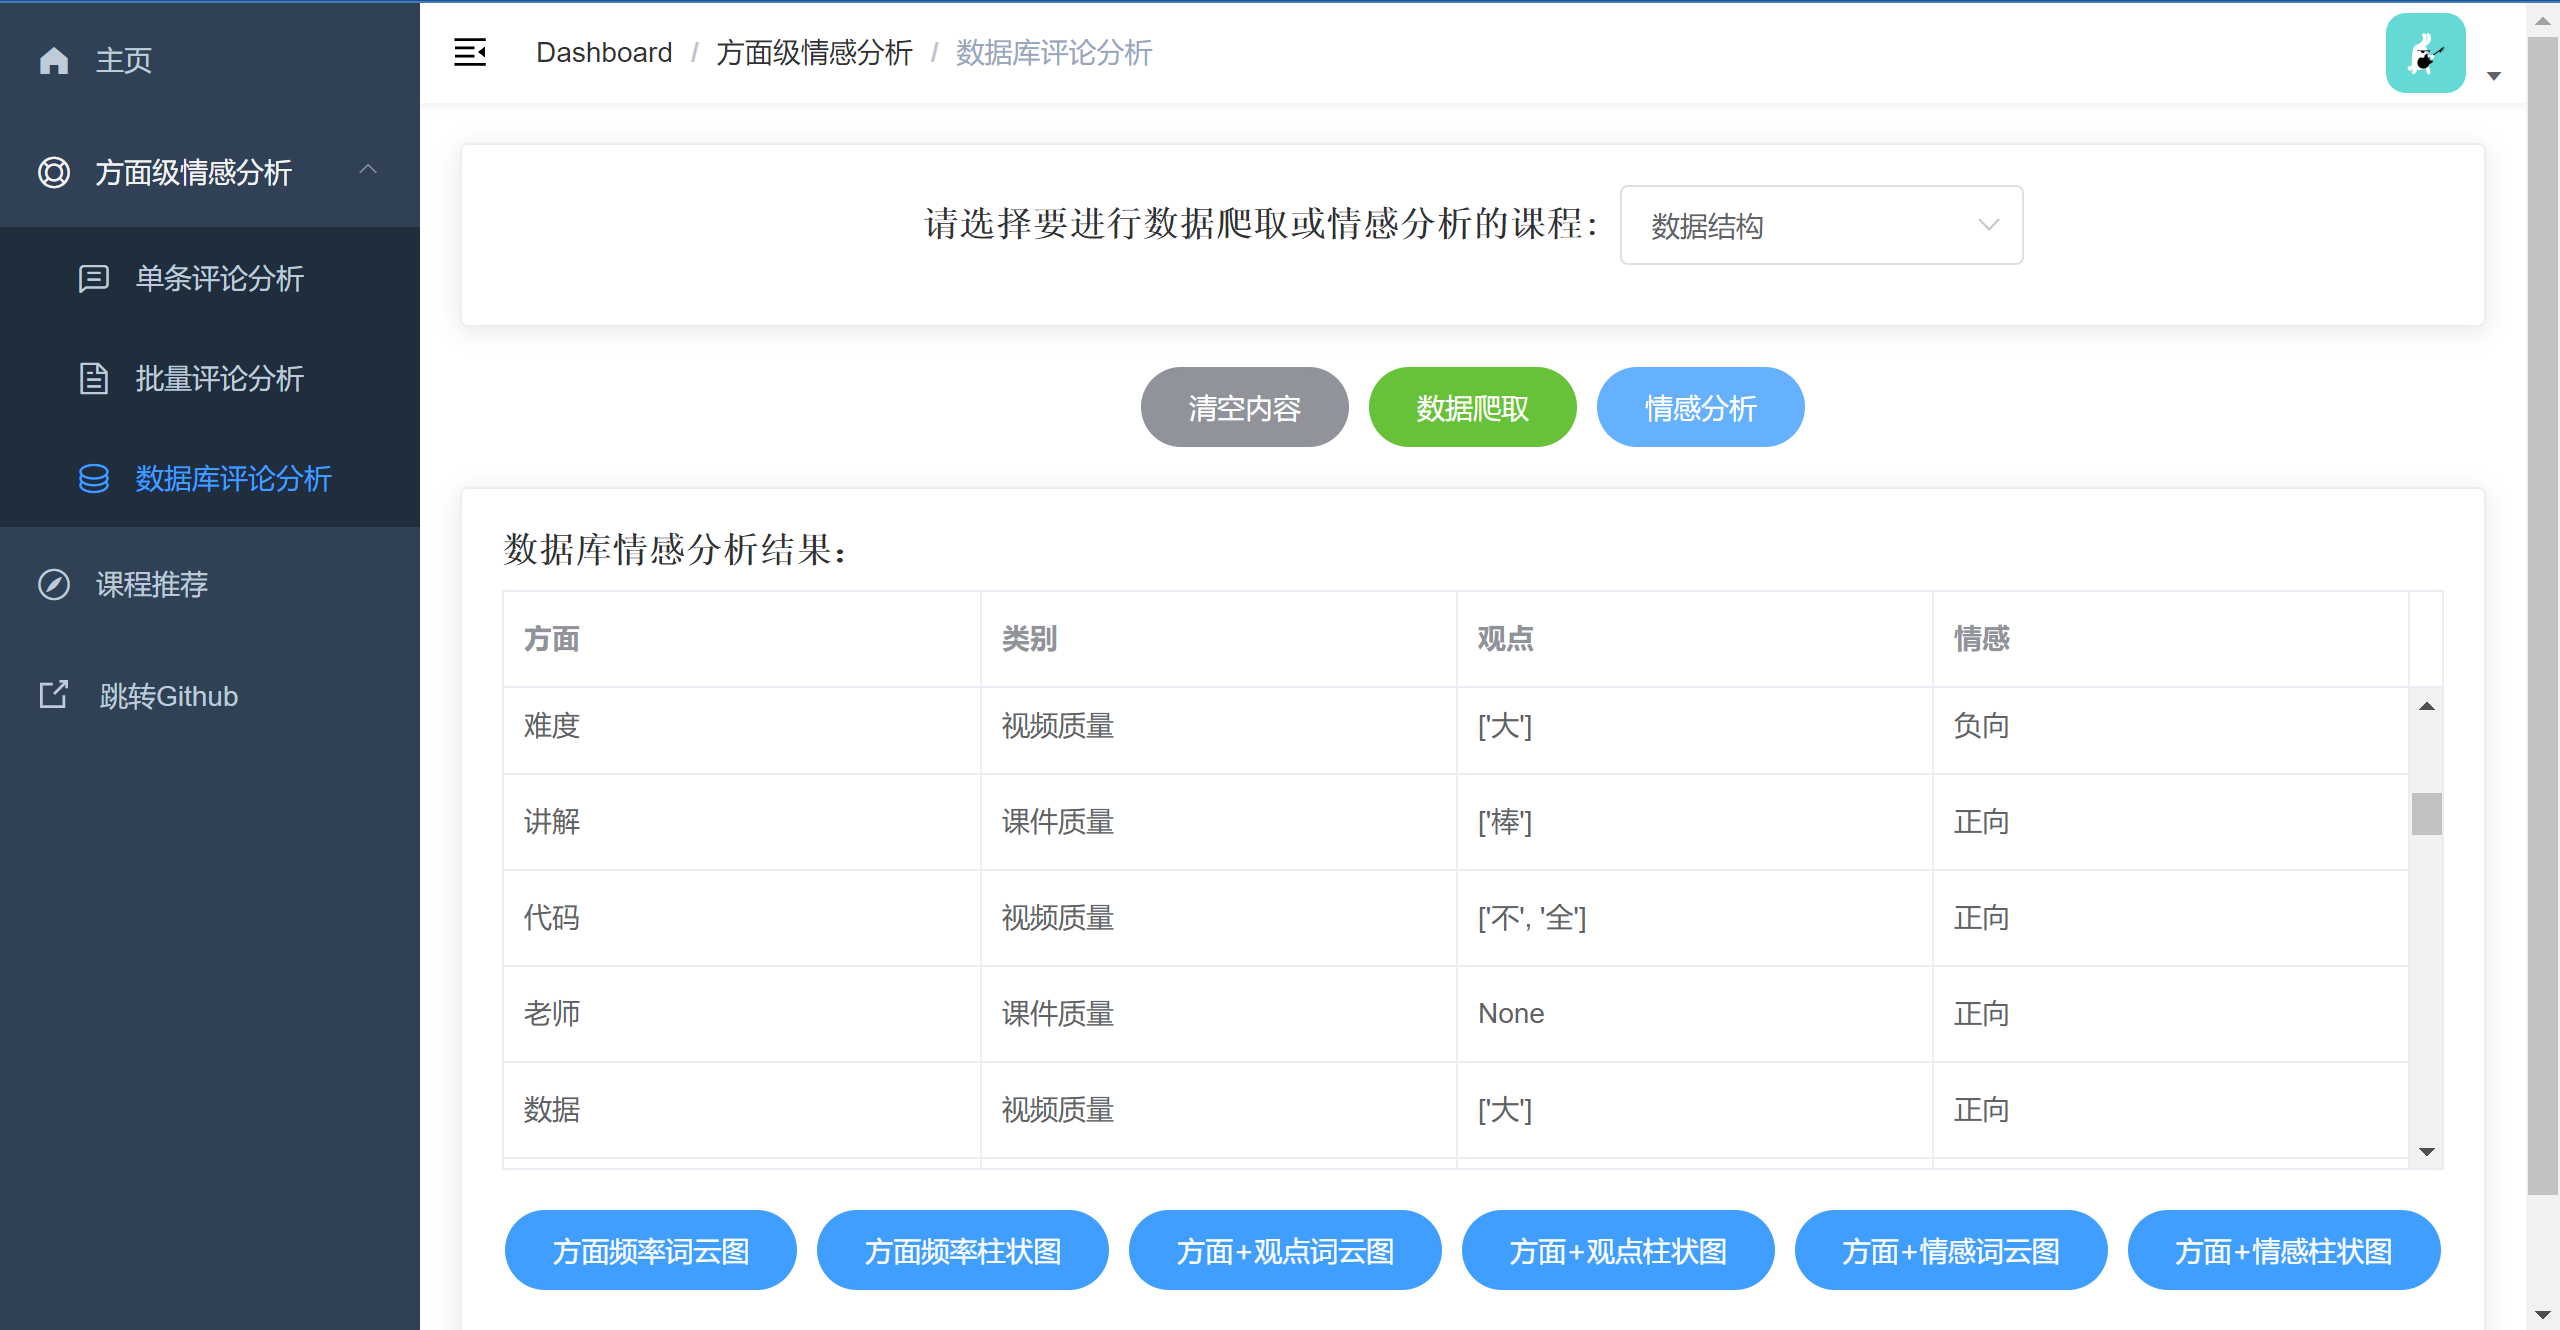 主页
方面级情感分析
单条评论分析
批量评论分析
数据库评论分析
课程推荐
跳转Github
Dashboard / 方面级情感分析 / 数据库评论分析
请选择要进行数据爬取或情感分析的课程： 数据结构
清空内容 数据爬取 情感分析
数据库情感分析结果：
方面 类别 观点 情感
难度 视频质量 ['大'] 负向
讲解 课件质量 ['棒'] 正向
代码 视频质量 ['不', '全'] 正向
老师 课件质量 None 正向
数据 视频质量 ['大'] 正向
方面频率词云图 方面频率柱状图 方面+观点词云图 方面+观点柱状图 方面+情感词云图 方面+情感柱状图